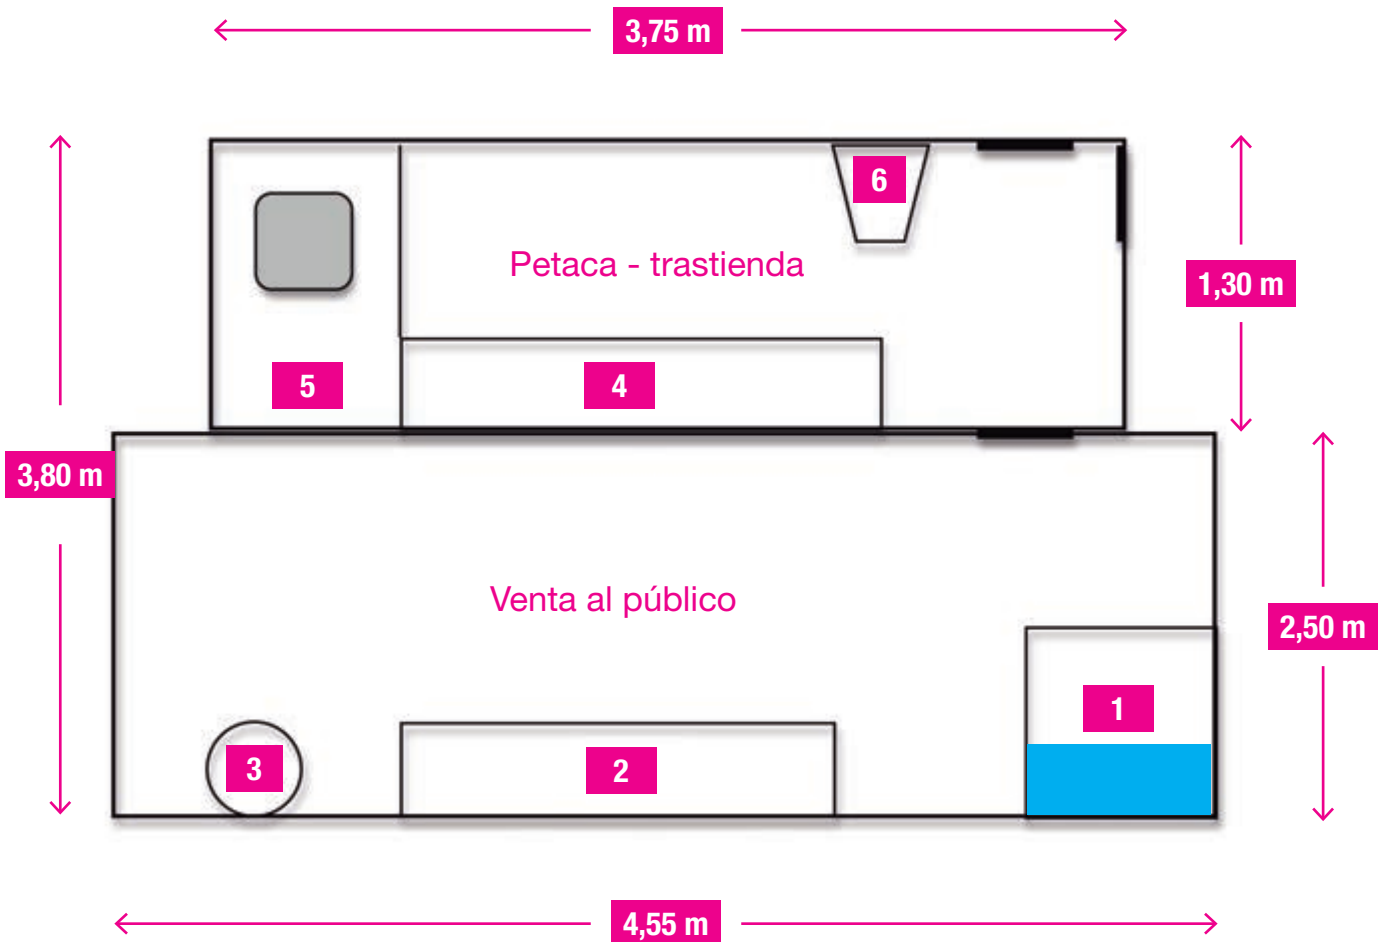 3,75 m
6
Petaca - trastienda
1,30 m
5
4
3,80 m
Venta al público
2,50 m
1
3
2
4,55 m